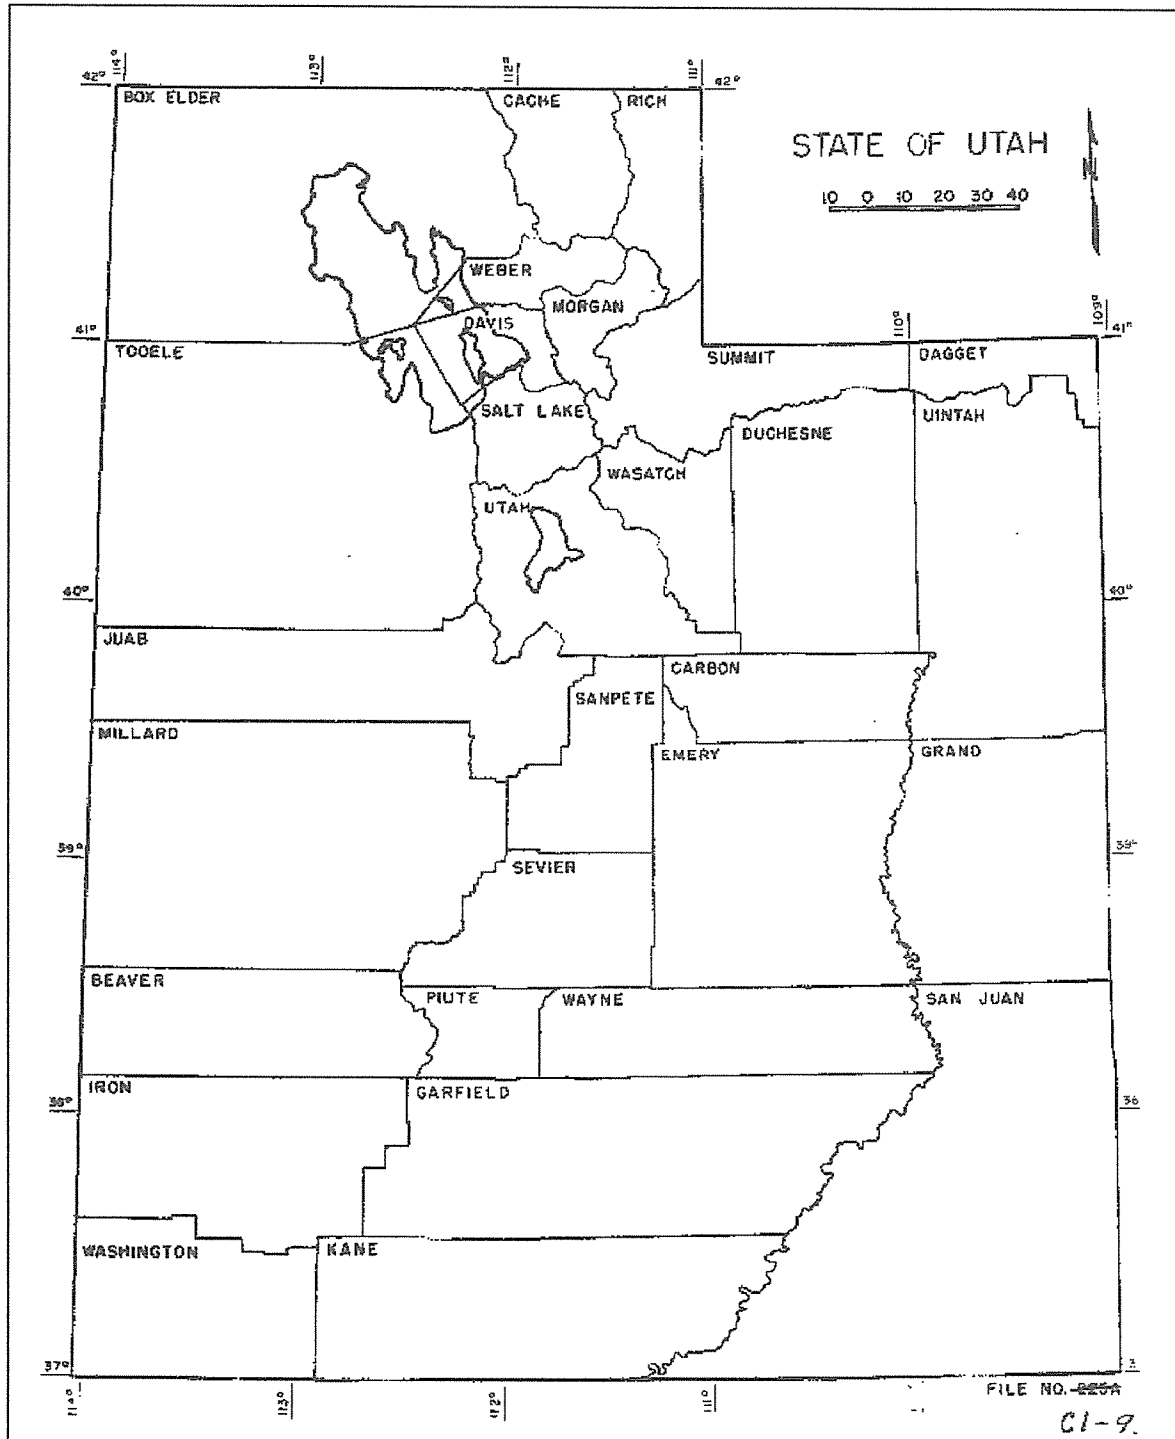 114° 113° 112° 111°
42° 42°
BOX ELDER CACHE RICH
STATE OF UTAH
N
10 0 10 20 30 40
WEBER
MORGAN
110° 109°
41° DAVIS 41°
TOOELE SUMMIT DAGGET
SALT LAKE UINTAH
DUCHESNE
WASATCH
UTAH
40° 40°
JUAB
CARBON
SANPETE
MILLARD
EMERY GRAND
39° 39°
SEVIER
BEAVER
PIUTE WAYNE SAN JUAN
IRON
GARFIELD
38° 36
WASHINGTON KANE
37° 3
114° 113° 112° 111°
FILE NO. 225A
C1-9.